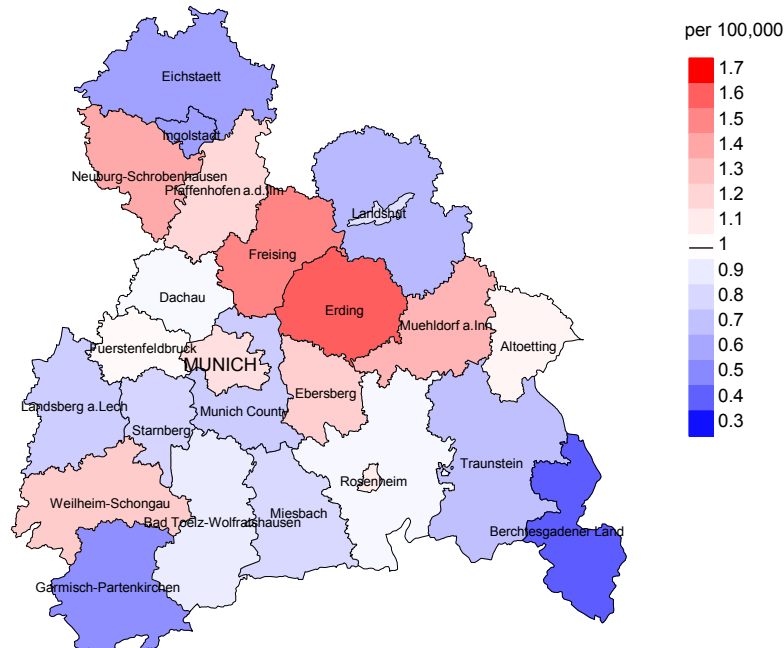 per 100,000
1.7
1.6
1.5
1.4
1.3
1.2
1.1
1
0.9
0.8
0.7
0.6
0.5
0.4
0.3
Eichstaett
Ingolstadt
Neuburg-Schrobenhausen
Pfaffenhofen a.d.Ilm
Landshut
Freising
Dachau
Erding
Muehldorf a.Inn
Altoetting
Fuerstenfeldbruck
MUNICH
Ebersberg
Landsberg a.Lech
Munich County
Starnberg
Traunstein
Rosenheim
Weilheim-Schongau
Miesbach
Bad Toelz-Wolfratshausen
Berchtesgadener Land
Garmisch-Partenkirchen